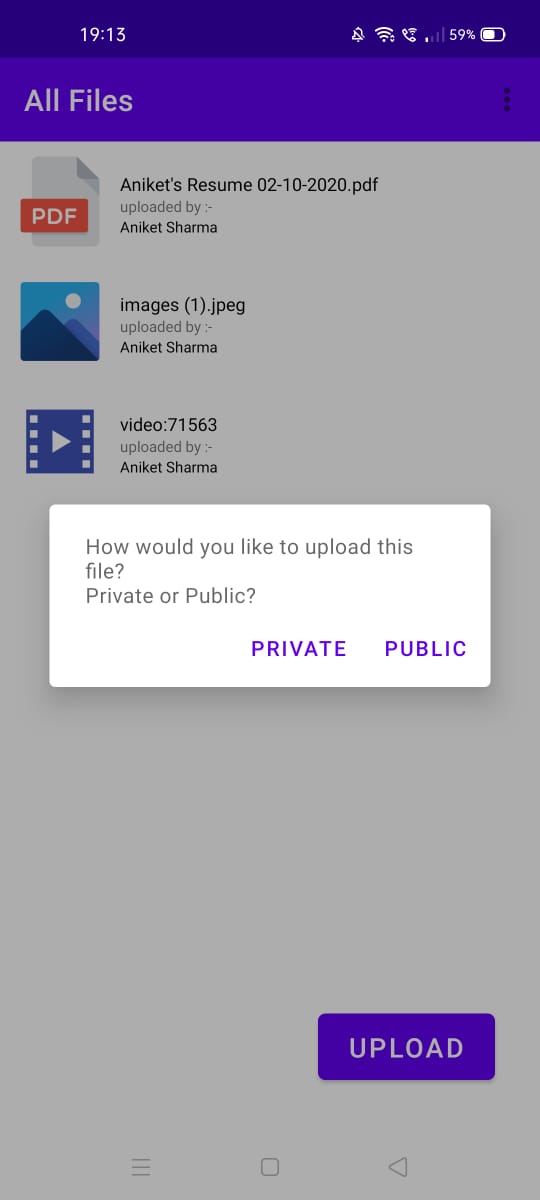 19:13
59%
All Files
PDF
Aniket's Resume 02-10-2020.pdf
uploaded by :-
Aniket Sharma
images (1).jpeg
uploaded by :-
Aniket Sharma
video:71563
uploaded by :-
Aniket Sharma
How would you like to upload this
file?
Private or Public?
PRIVATE PUBLIC
UPLOAD